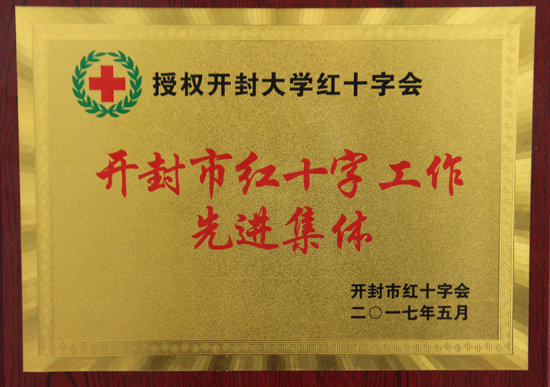 授权开封大学红十字会
开封市红十字工作
先进集体
开封市红十字会
二〇一七年五月